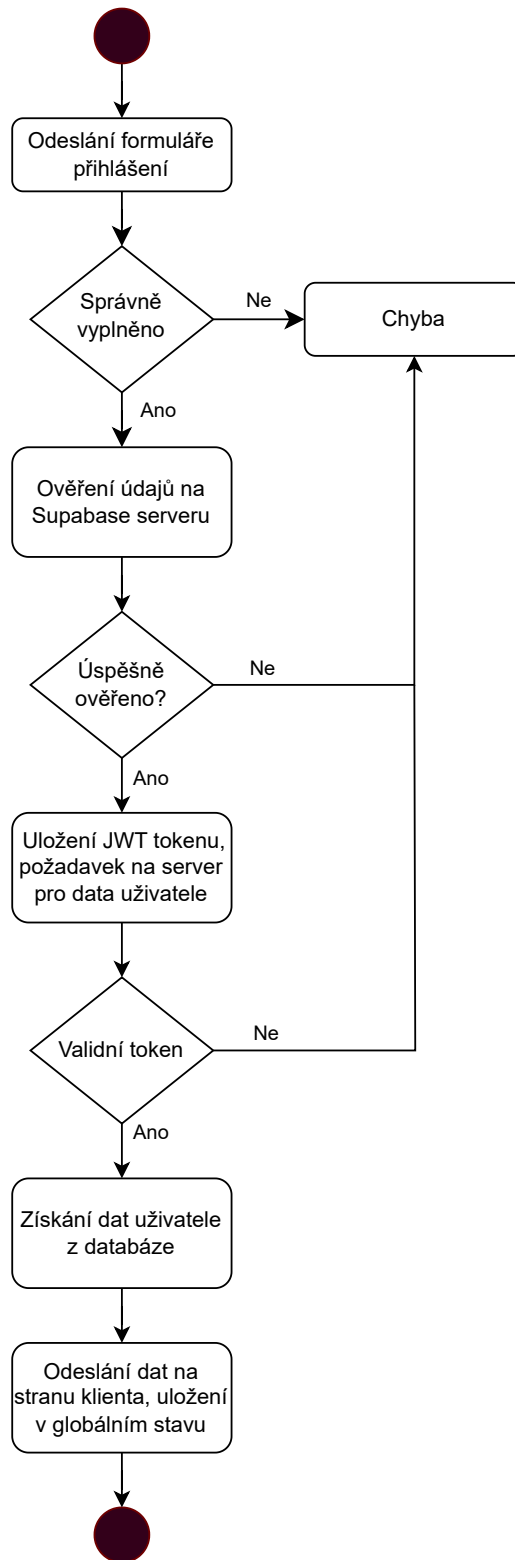 Odeslání formuláře
přihlášení
Správně
vyplněno
Ne
Chyba
Ano
Ověření údajů na
Supabase serveru
Úspěšně
ověřeno?
Ne
Ano
Uložení JWT tokenu,
požadavek na server
pro data uživatele
Validní token
Ne
Ano
Získání dat uživatele
z databáze
Odeslání dat na
stranu klienta, uložení
v globálním stavu